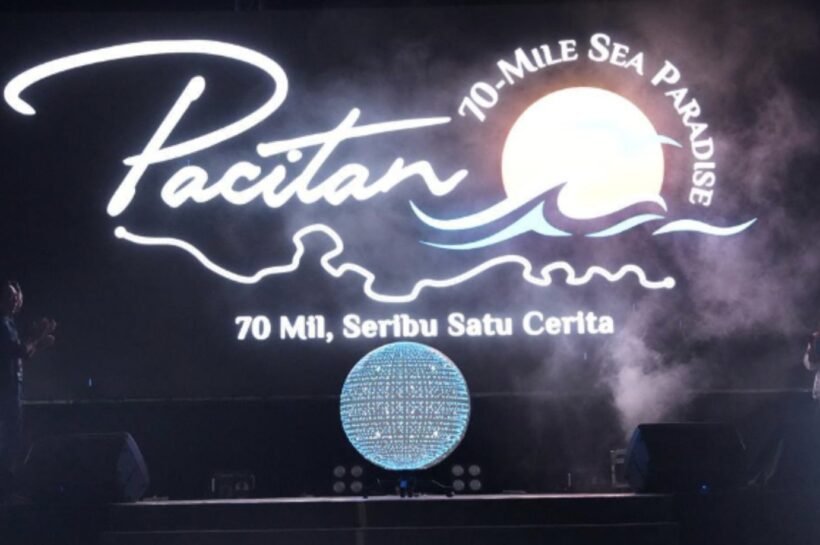 70-Mile Sea Paradise
Pacitan
70 Mil, Seribu Satu Cerita